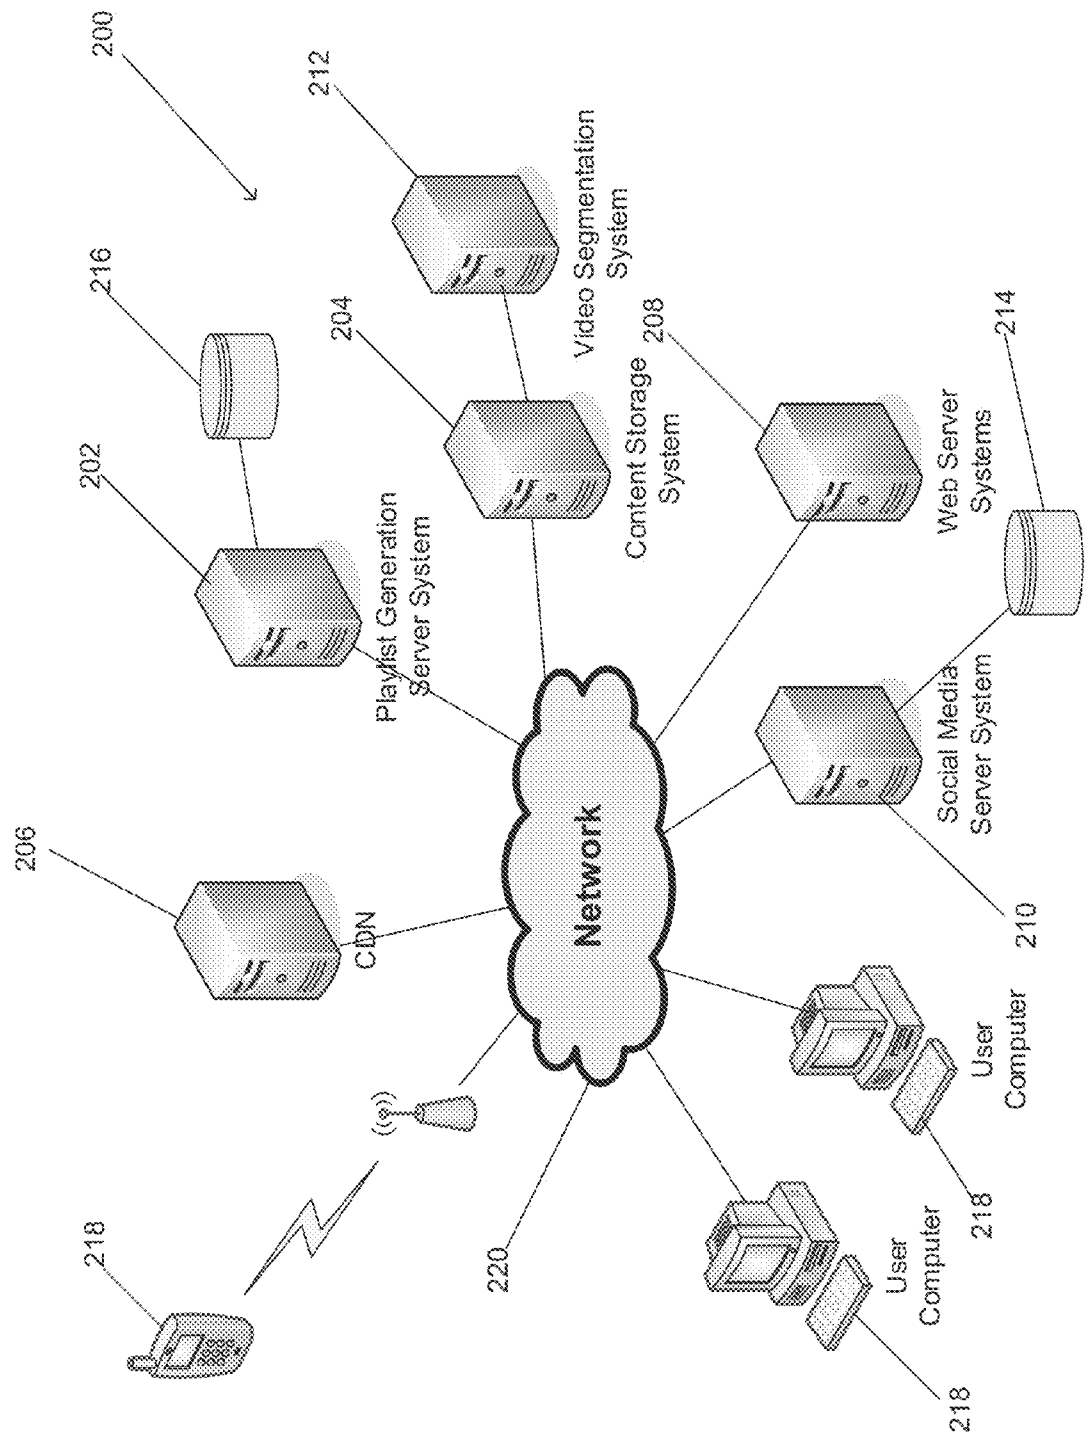 206
218
202
216
200
212
204
CDN
Playlist Generation
Server System
220
Network
Video Segmentation
System
Content Storage
System
208
User
Computer
Social Media
Server System
Web Server
Systems
218
218
User
Computer
210
214